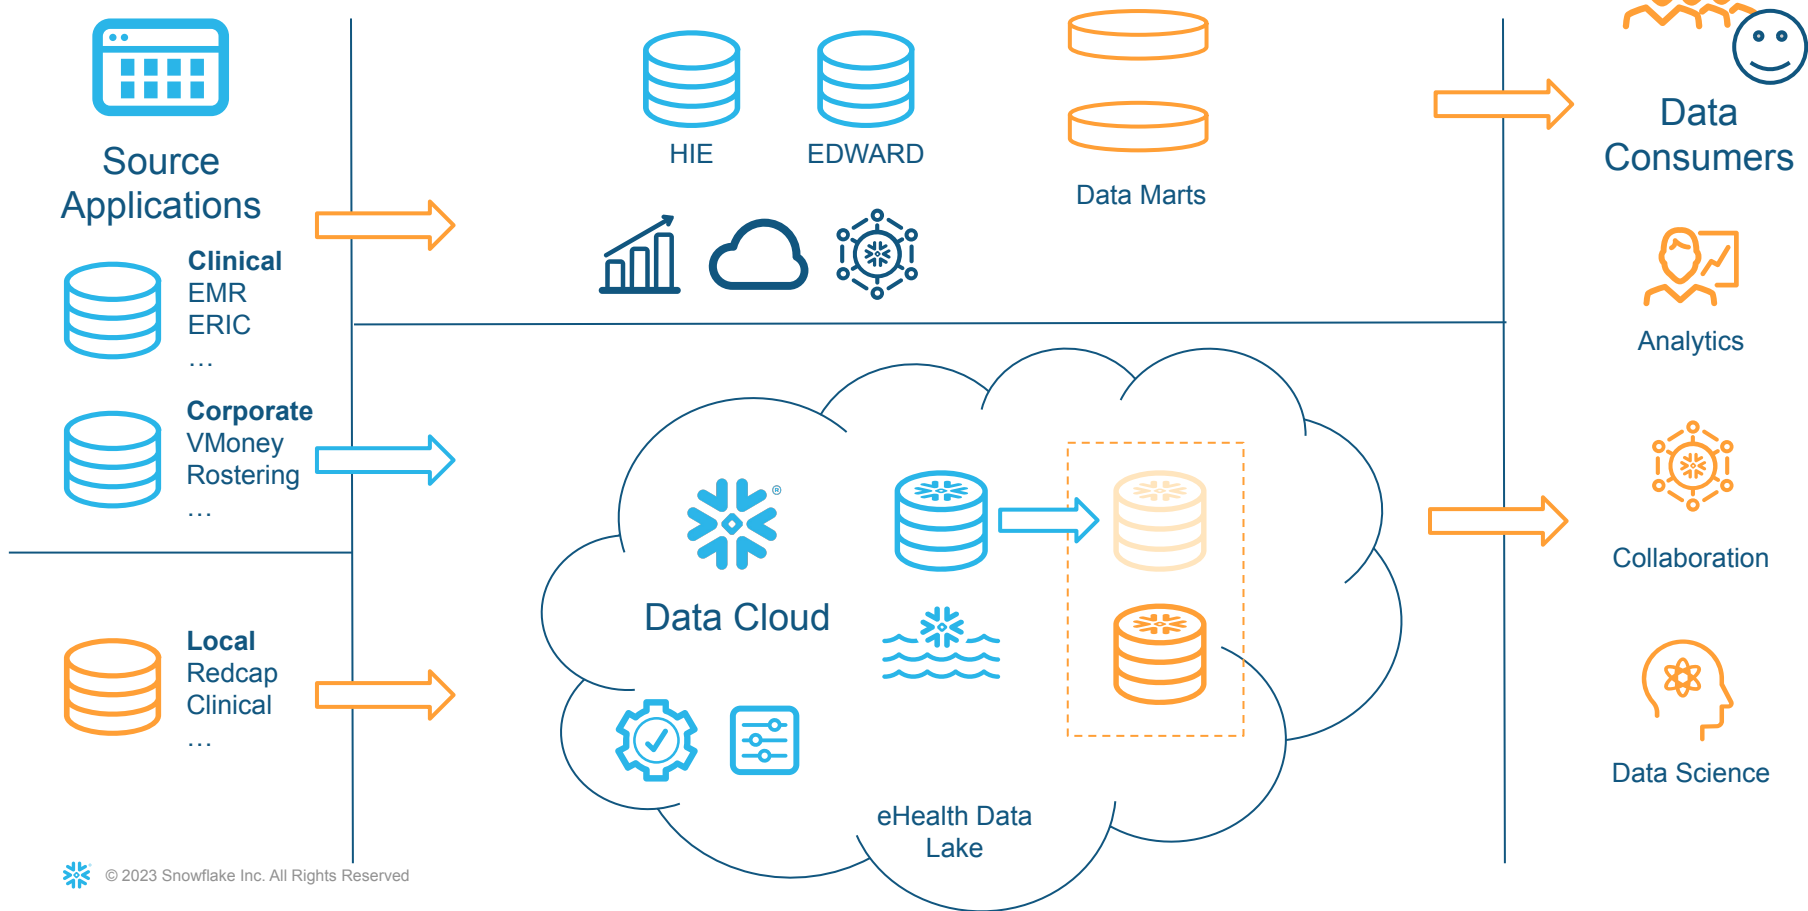 Source
Applications
Clinical
EMR
ERIC
…
Corporate
VMoney
Rostering
…
Local
Redcap
Clinical
…
HIE
EDWARD
Data Marts
®
Data Cloud
eHealth Data
Lake
Data
Consumers
Analytics
Collaboration
Data Science
© 2023 Snowflake Inc. All Rights Reserved